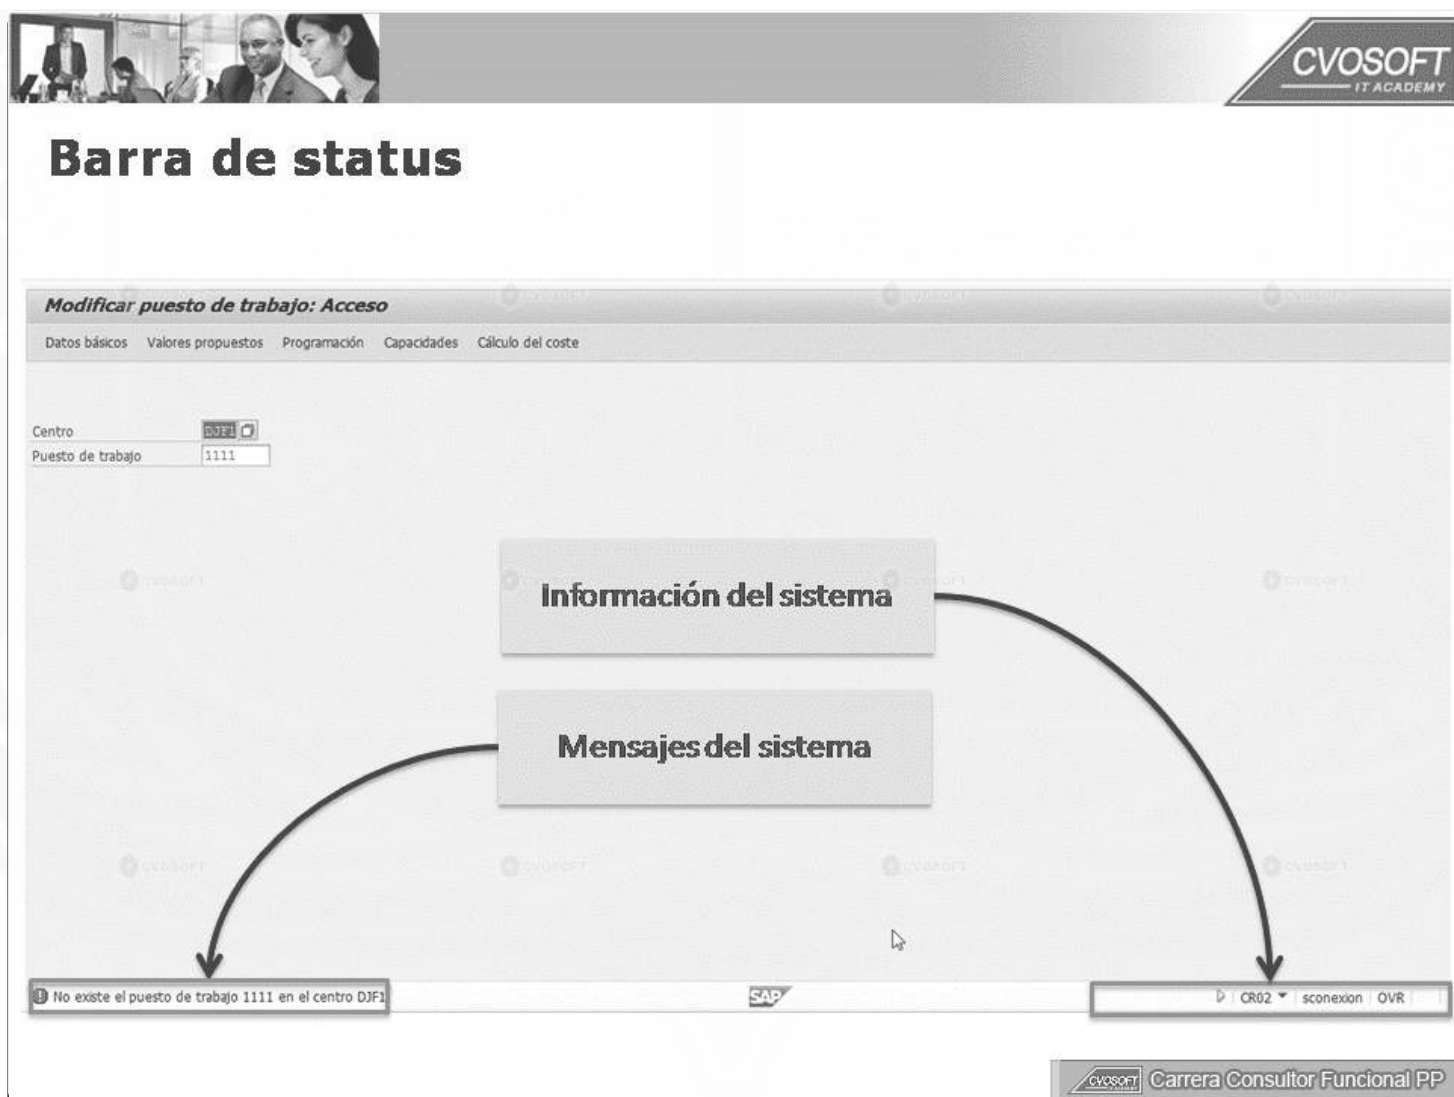 CVOSOFT
IT ACADEMY
Barra de status
Modificar puesto de trabajo: Acceso
Datos básicos Valores propuestos Programación Capacidades Cálculo del coste
Centro DJF1
Puesto de trabajo 1111
Información del sistema
Mensajes del sistema
No existe el puesto de trabajo 1111 en el centro DJF1
SAP
CR02 sconexion OVR
CVOSOFT Carrera Consultor Funcional PP